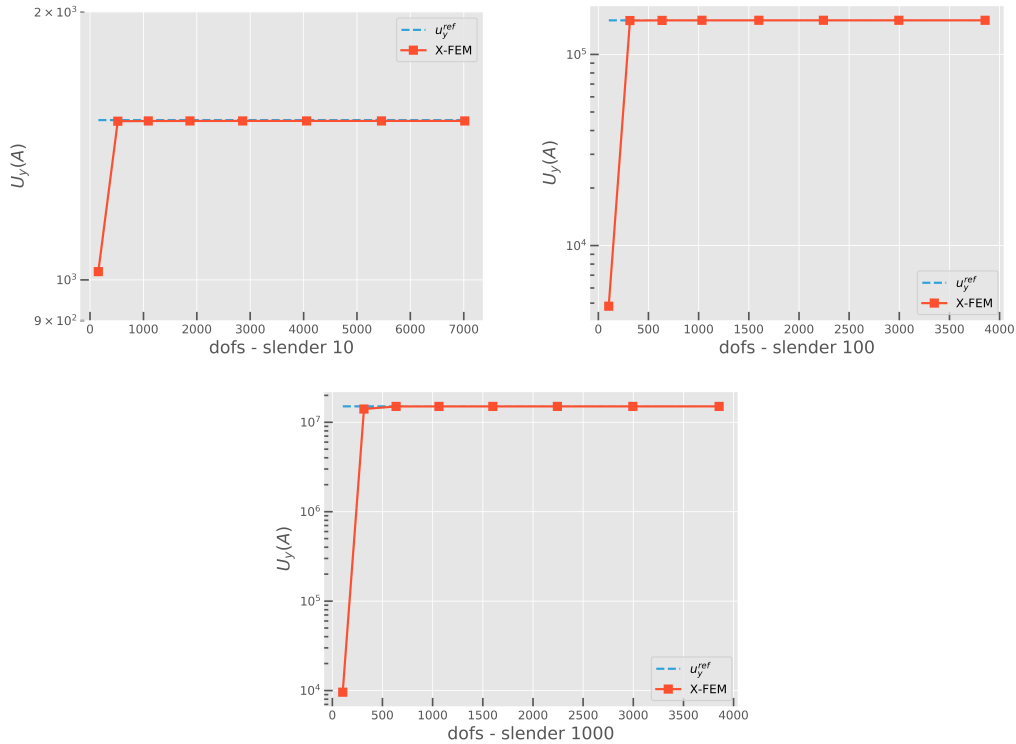 2 × 10³
10³
9 × 10²
U_y(A)
u_y^{ref}
X-FEM
0 1000 2000 3000 4000 5000 6000 7000
dofs - slender 10
10⁵
10⁴
U_y(A)
u_y^{ref}
X-FEM
0 500 1000 1500 2000 2500 3000 3500 4000
dofs - slender 100
10⁷
10⁶
10⁵
10⁴
U_y(A)
u_y^{ref}
X-FEM
0 500 1000 1500 2000 2500 3000 3500 4000
dofs - slender 1000